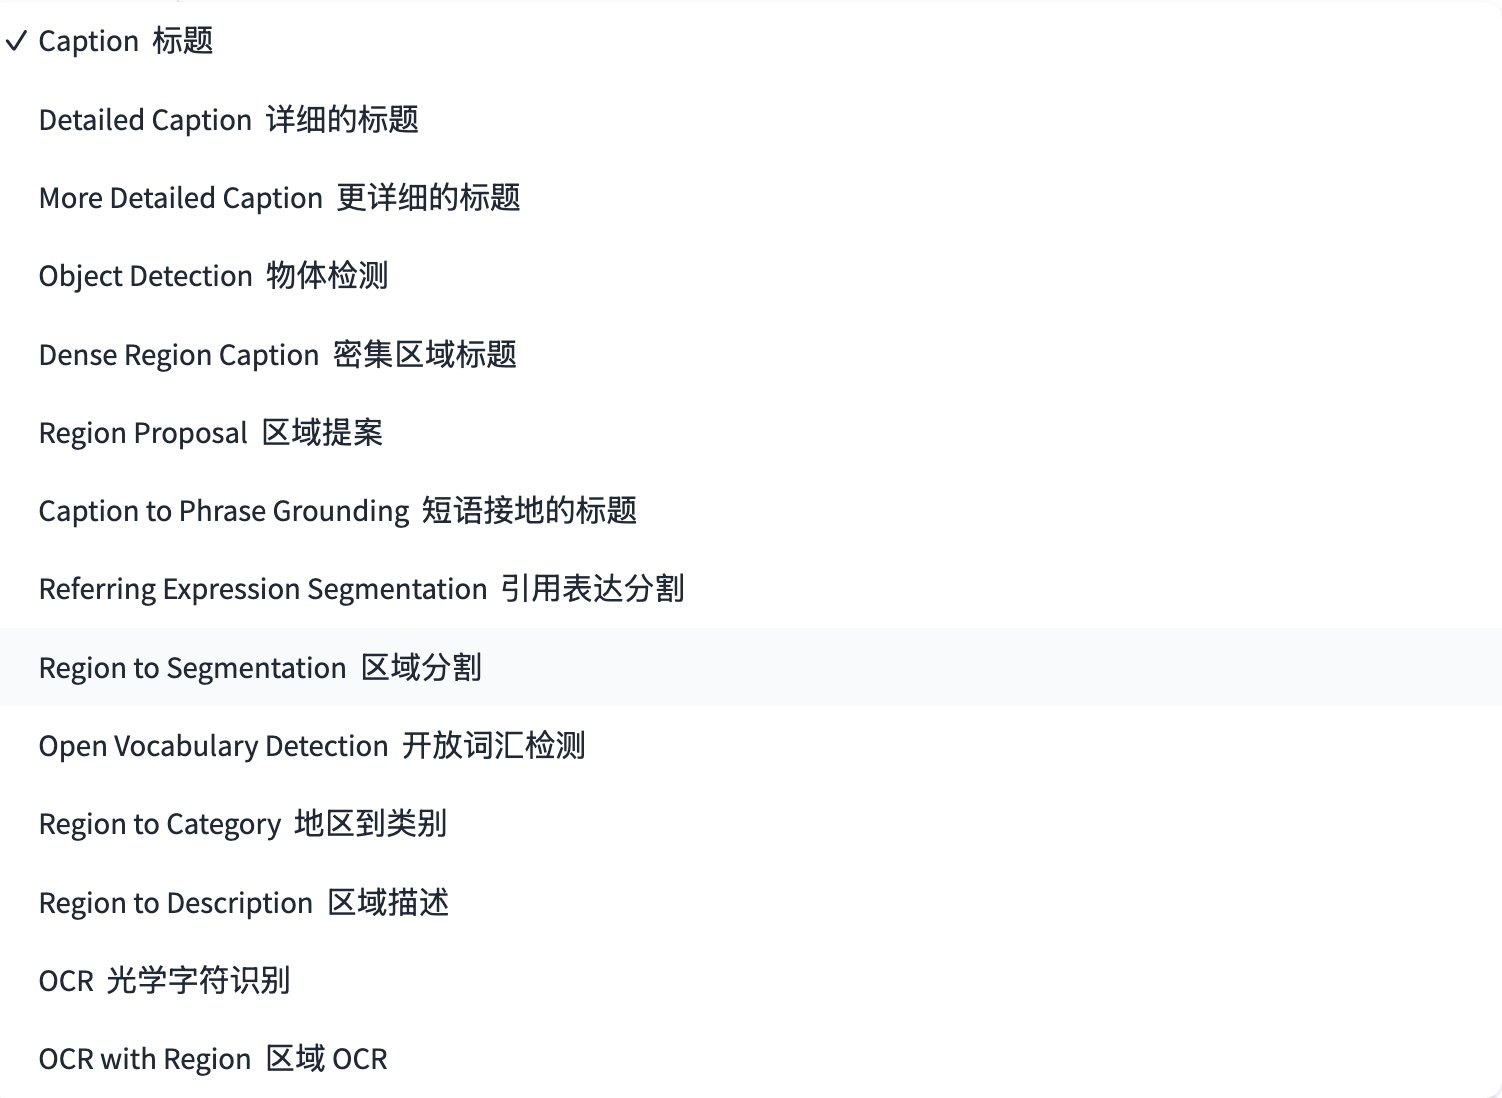 Caption 标题
Detailed Caption 详细的标题
More Detailed Caption 更详细的标题
Object Detection 物体检测
Dense Region Caption 密集区域标题
Region Proposal 区域提案
Caption to Phrase Grounding 短语接地的标题
Referring Expression Segmentation 引用表达分割
Region to Segmentation 区域分割
Open Vocabulary Detection 开放词汇检测
Region to Category 地区到类别
Region to Description 区域描述
OCR 光学字符识别
OCR with Region 区域 OCR